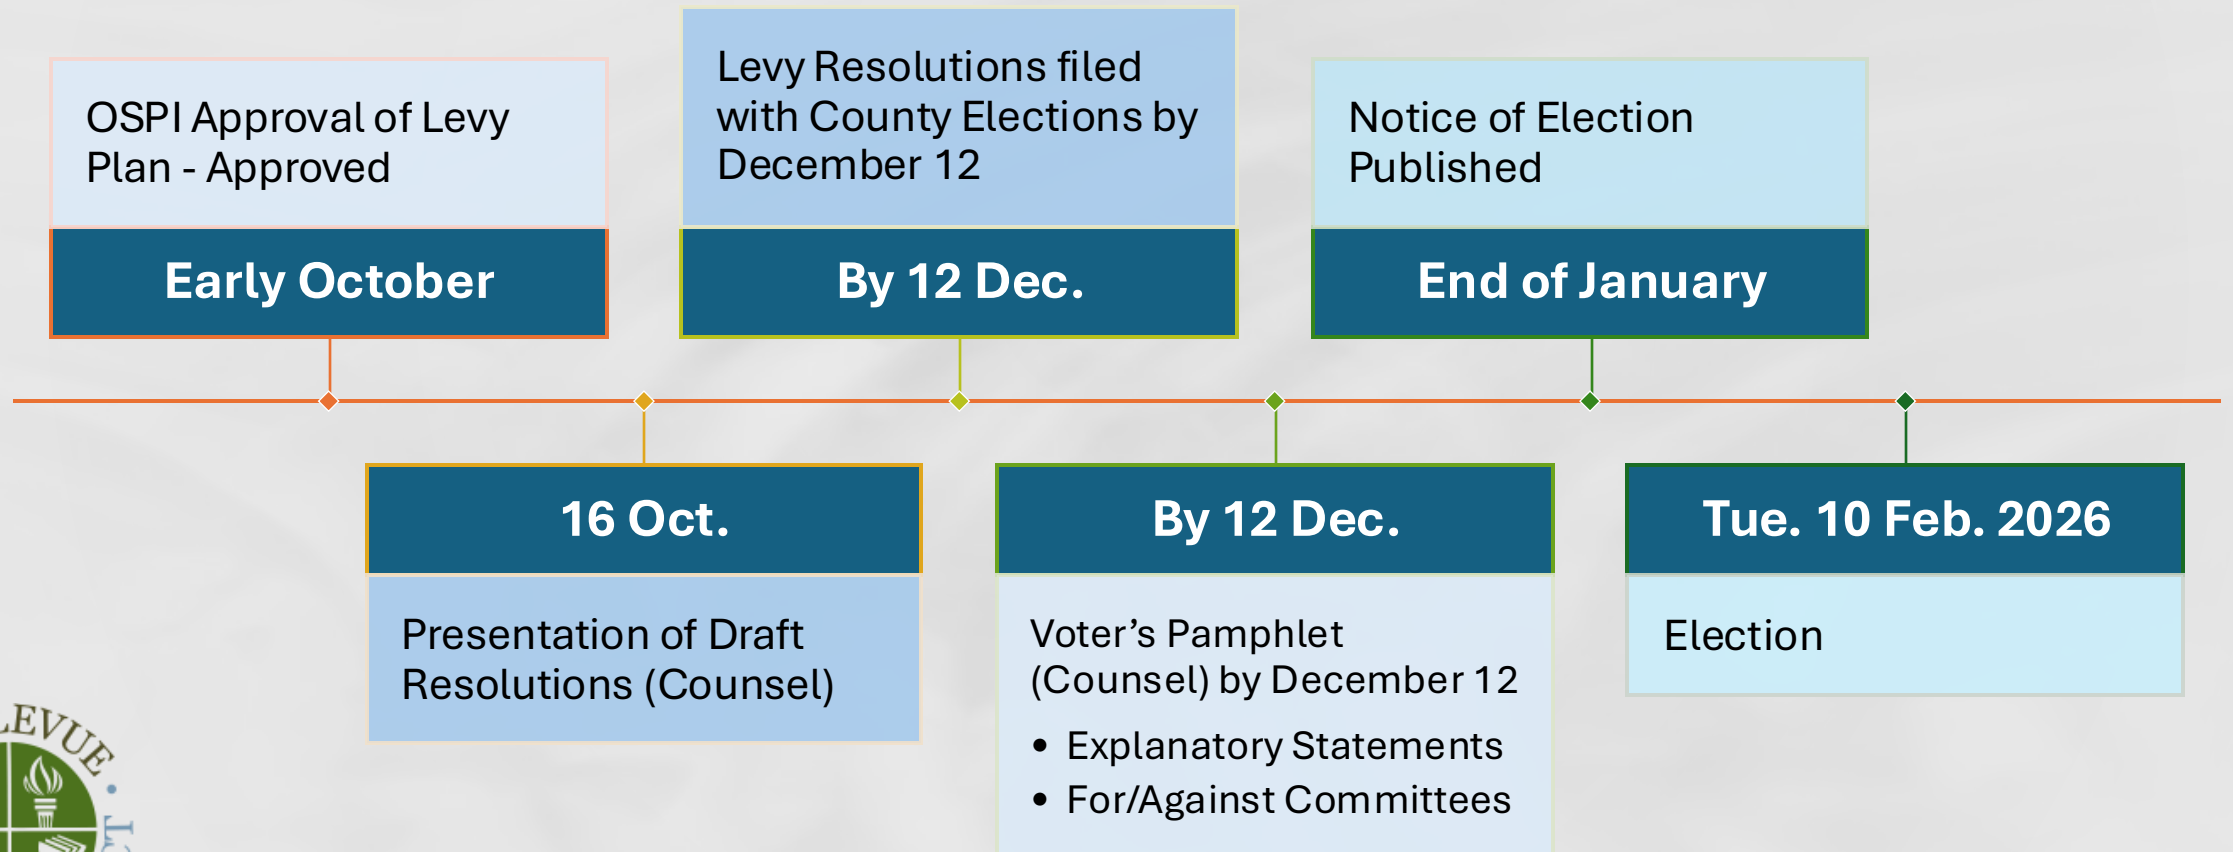 OSPI Approval of Levy
Plan - Approved
Early October
16 Oct.
Presentation of Draft
Resolutions (Counsel)
Levy Resolutions filed
with County Elections by
December 12
By 12 Dec.
By 12 Dec.
Voter’s Pamphlet
(Counsel) by December 12
• Explanatory Statements
• For/Against Committees
Notice of Election
Published
End of January
Tue. 10 Feb. 2026
Election